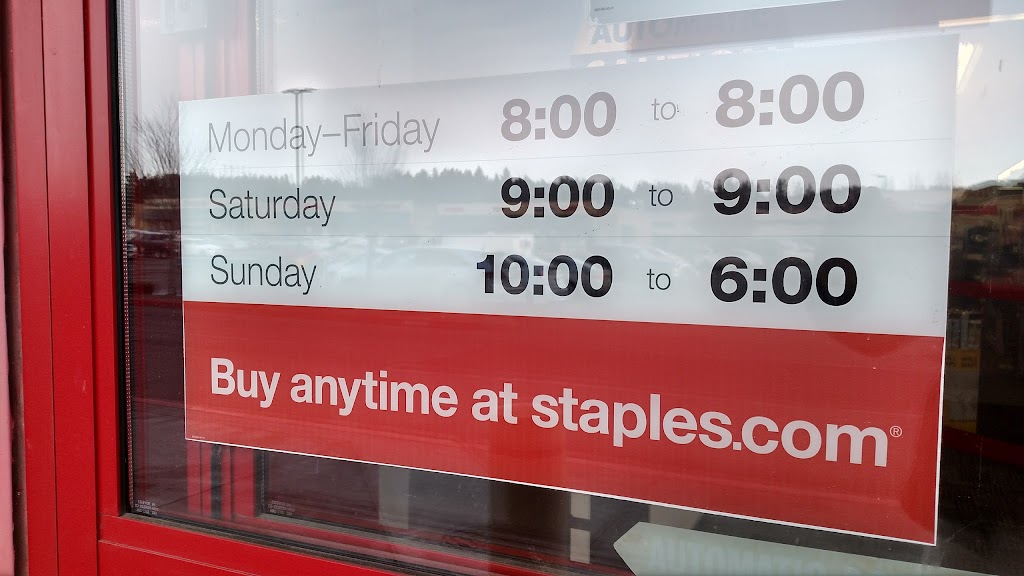 AUTOMATIC
Monday–Friday 8:00 to 8:00
Saturday 9:00 to 9:00
Sunday 10:00 to 6:00
Buy anytime at staples.com®